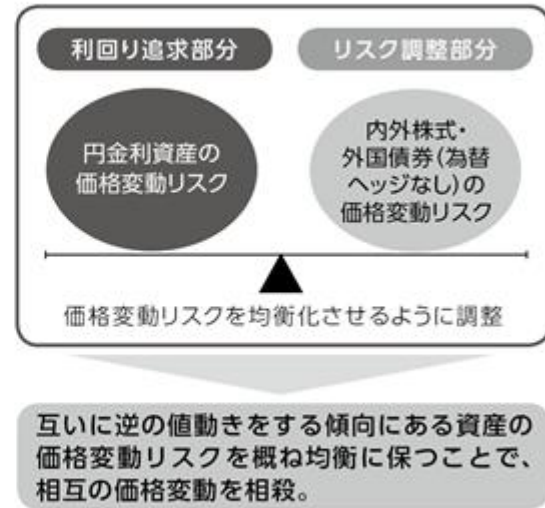 利回り追求部分
リスク調整部分
円金利資産の
価格変動リスク
内外株式・
外国債券(為替
ヘッジなし)の
価格変動リスク
価格変動リスクを均衡化させるように調整
互いに逆の値動きをする傾向にある資産の
価格変動リスクを概ね均衡に保つことで、
相互の価格変動を相殺。